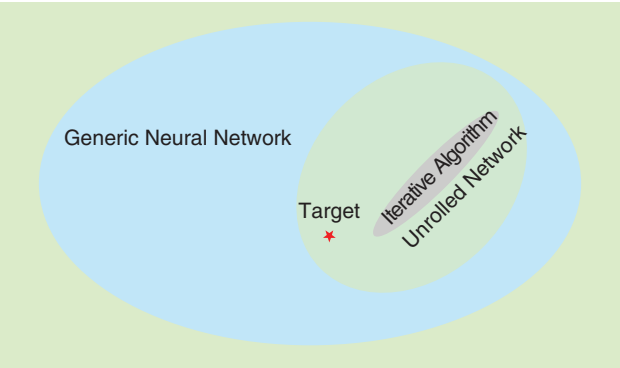 Generic Neural Network
Target
Iterative Algorithm
Unrolled Network